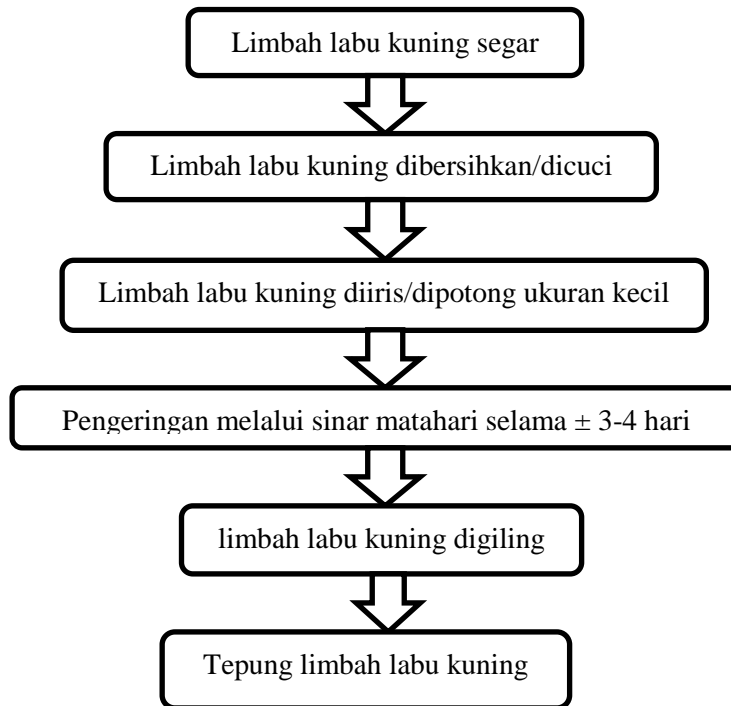 Limbah labu kuning segar
Limbah labu kuning dibersihkan/dicuci
Limbah labu kuning diiris/dipotong ukuran kecil
Pengeringan melalui sinar matahari selama ± 3-4 hari
limbah labu kuning digiling
Tepung limbah labu kuning